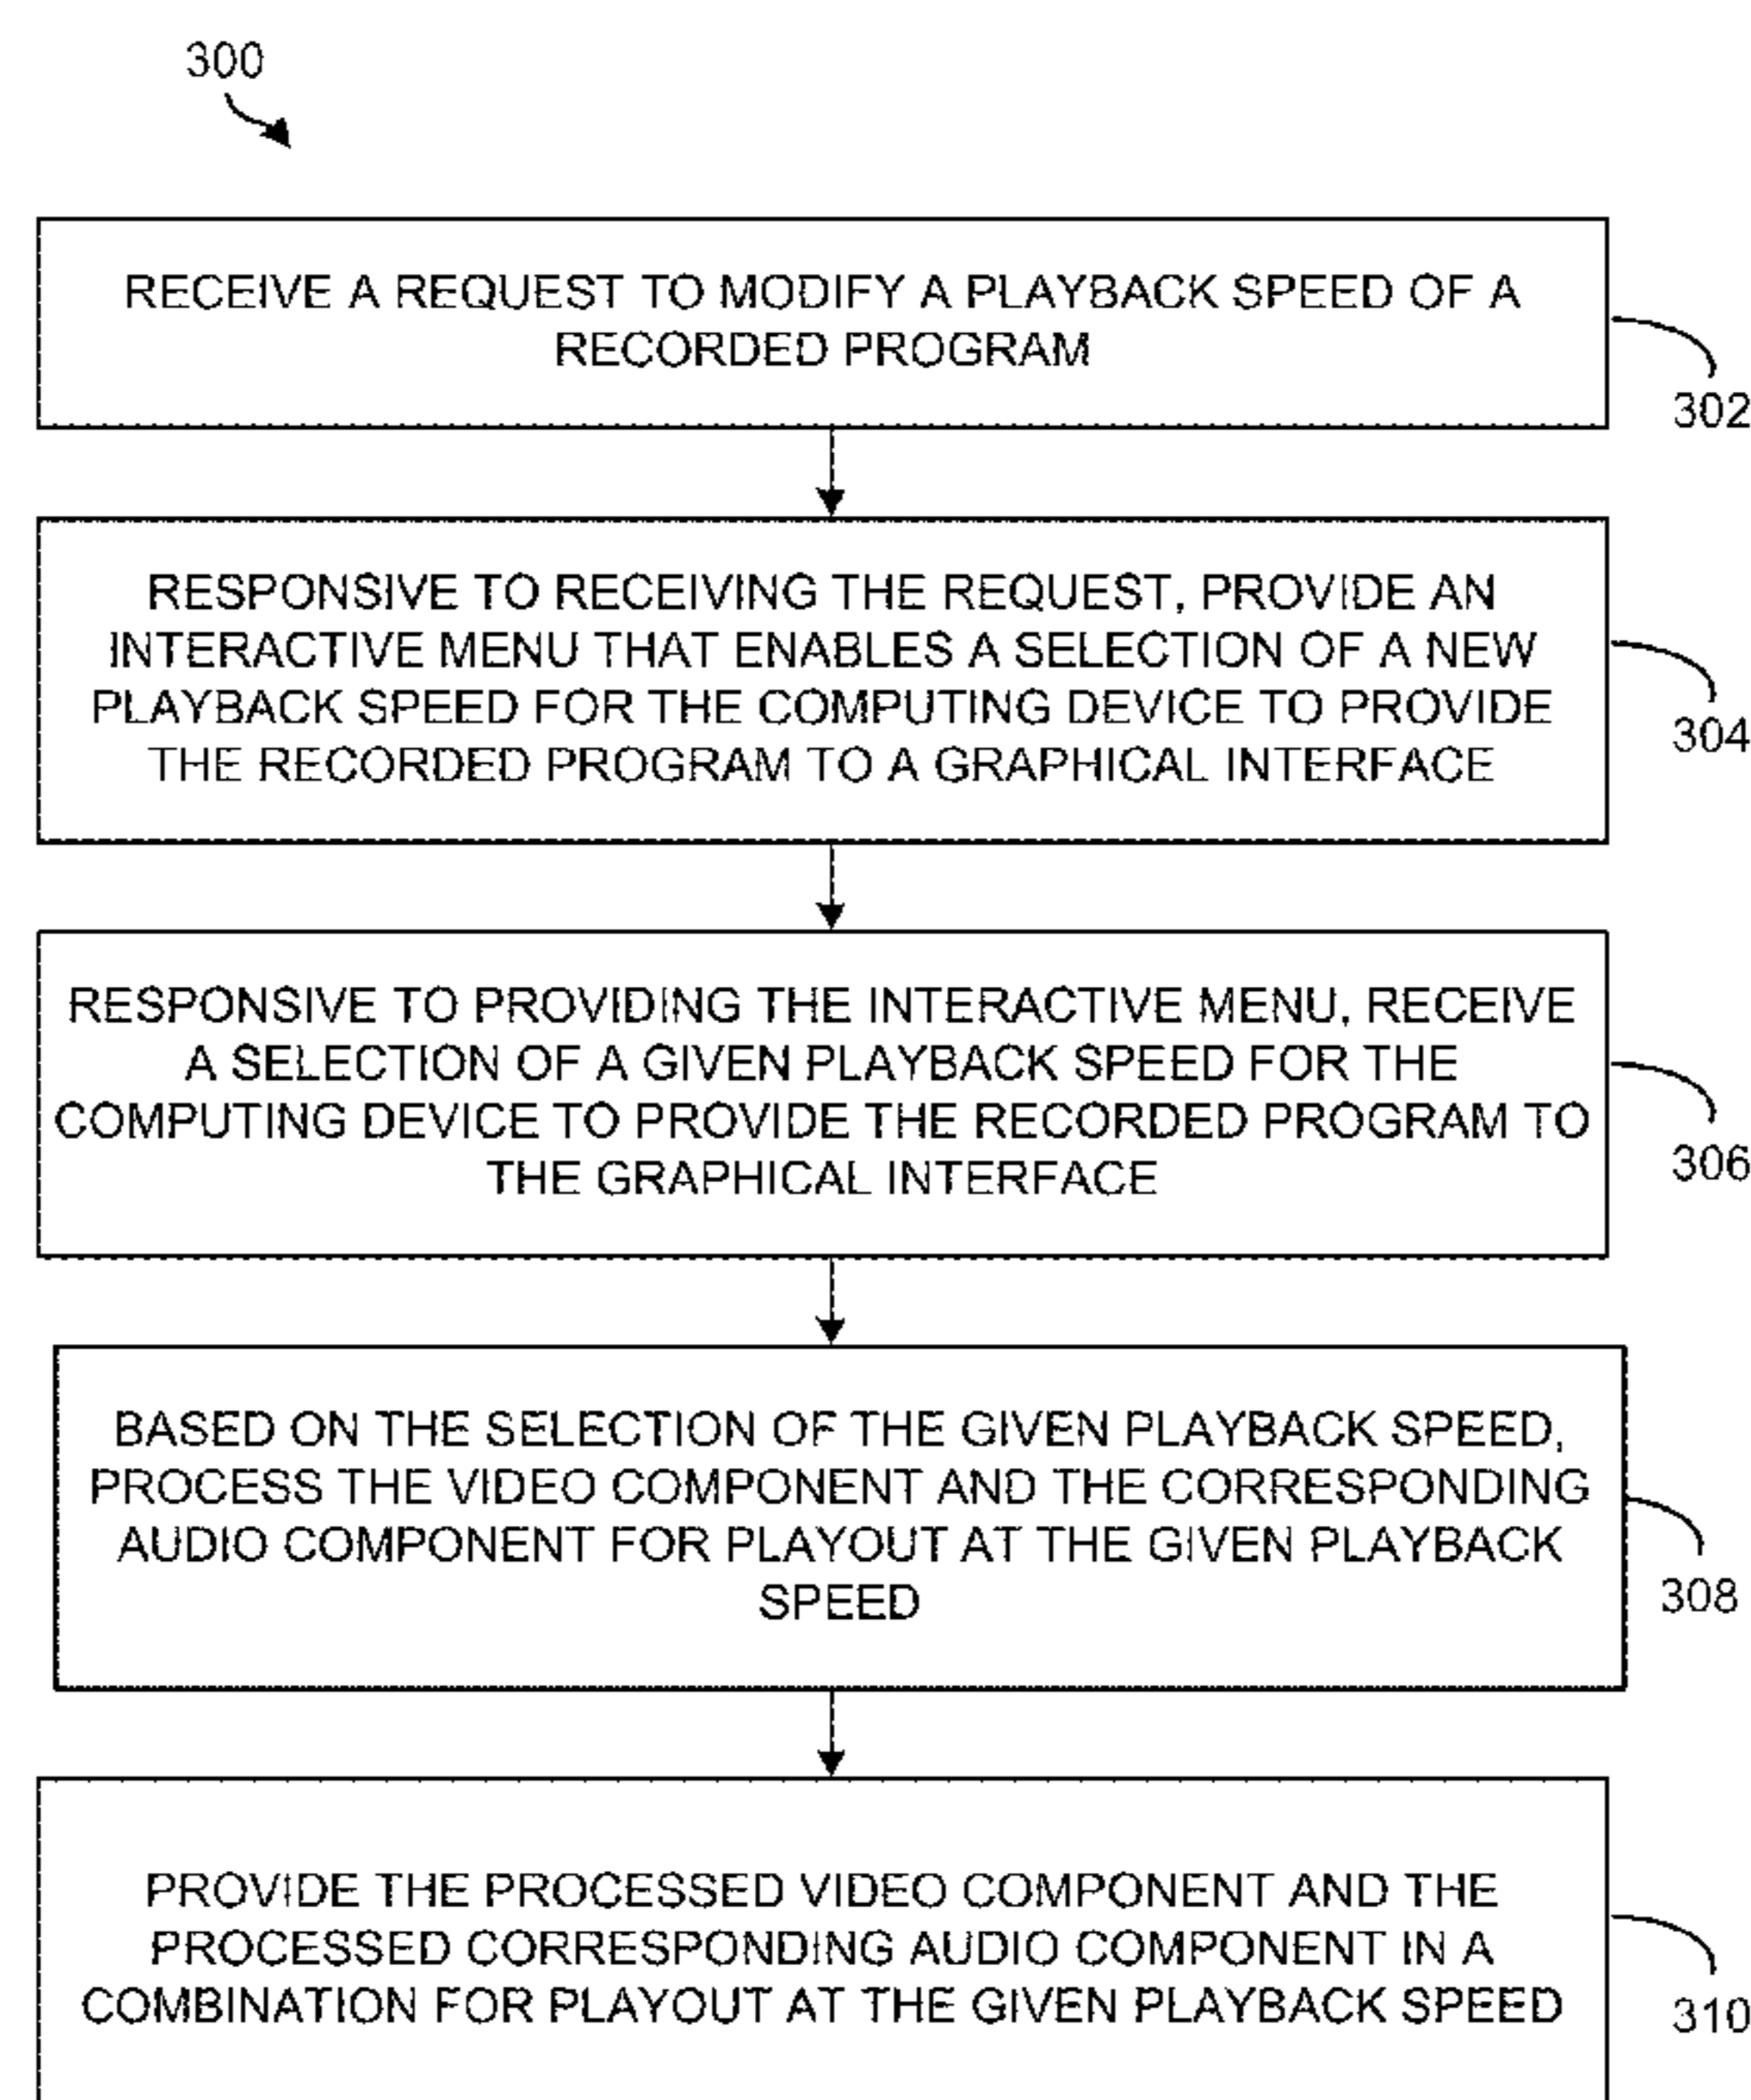 300
RECEIVE A REQUEST TO MODIFY A PLAYBACK SPEED OF A
RECORDED PROGRAM
302
RESPONSIVE TO RECEIVING THE REQUEST, PROVIDE AN
INTERACTIVE MENU THAT ENABLES A SELECTION OF A NEW
PLAYBACK SPEED FOR THE COMPUTING DEVICE TO PROVIDE
THE RECORDED PROGRAM TO A GRAPHICAL INTERFACE
304
RESPONSIVE TO PROVIDING THE INTERACTIVE MENU, RECEIVE
A SELECTION OF A GIVEN PLAYBACK SPEED FOR THE
COMPUTING DEVICE TO PROVIDE THE RECORDED PROGRAM TO
THE GRAPHICAL INTERFACE
306
BASED ON THE SELECTION OF THE GIVEN PLAYBACK SPEED,
PROCESS THE VIDEO COMPONENT AND THE CORRESPONDING
AUDIO COMPONENT FOR PLAYOUT AT THE GIVEN PLAYBACK
SPEED
308
PROVIDE THE PROCESSED VIDEO COMPONENT AND THE
PROCESSED CORRESPONDING AUDIO COMPONENT IN A
COMBINATION FOR PLAYOUT AT THE GIVEN PLAYBACK SPEED
310